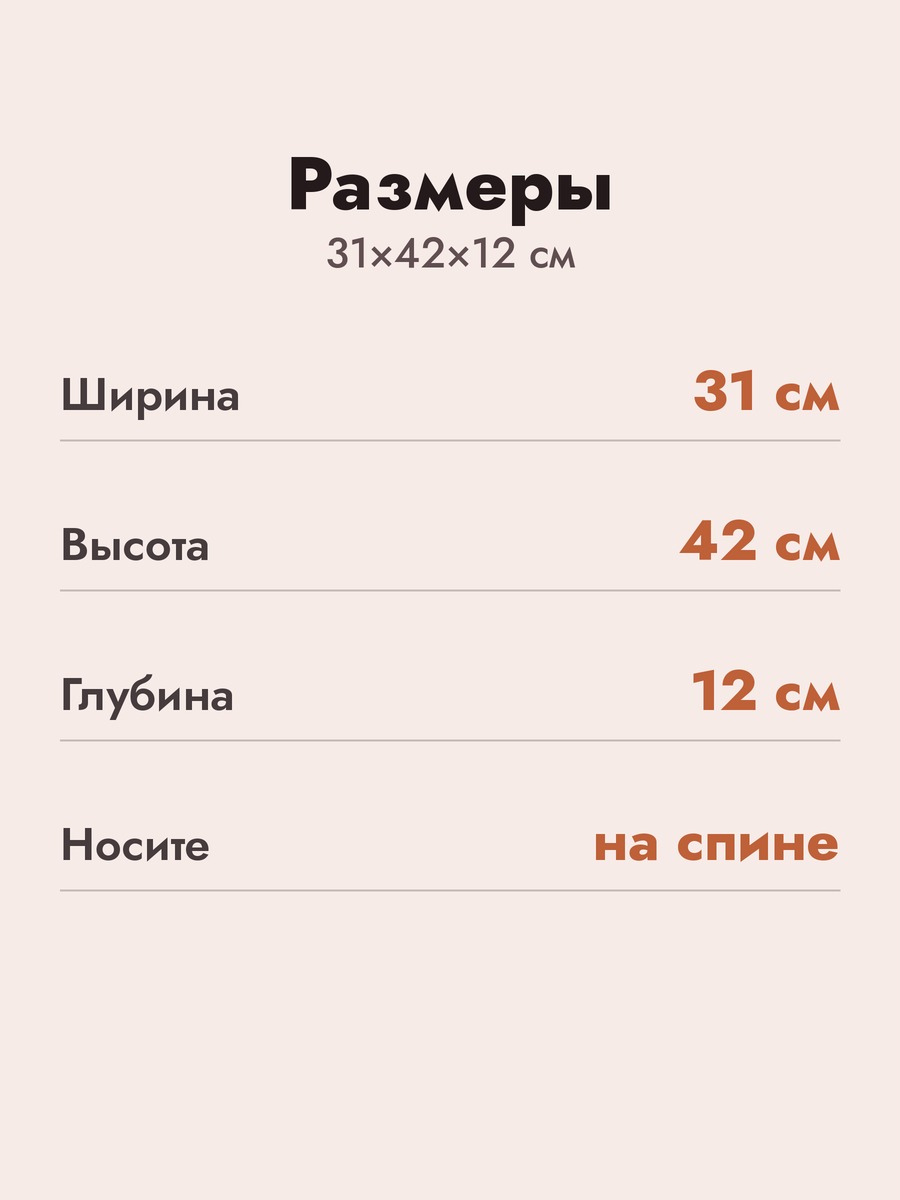 Размеры
31×42×12 см
Ширина 31 см
Высота 42 см
Глубина 12 см
Носите на спине